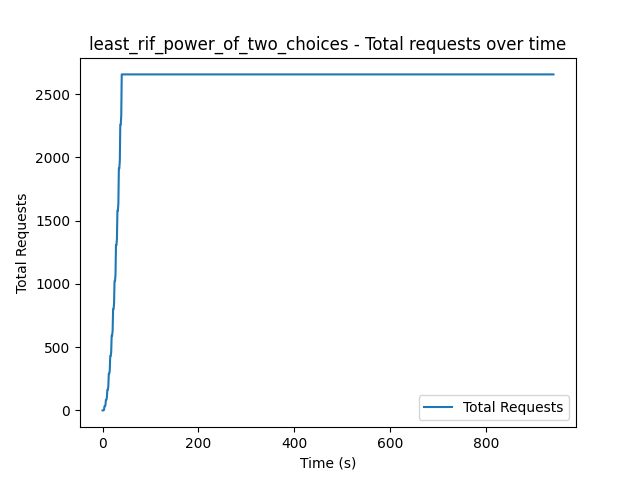 least_rif_power_of_two_choices - Total requests over time
Total Requests
2500
2000
1500
1000
500
0
0 200 400 600 800
Time (s)
Total Requests